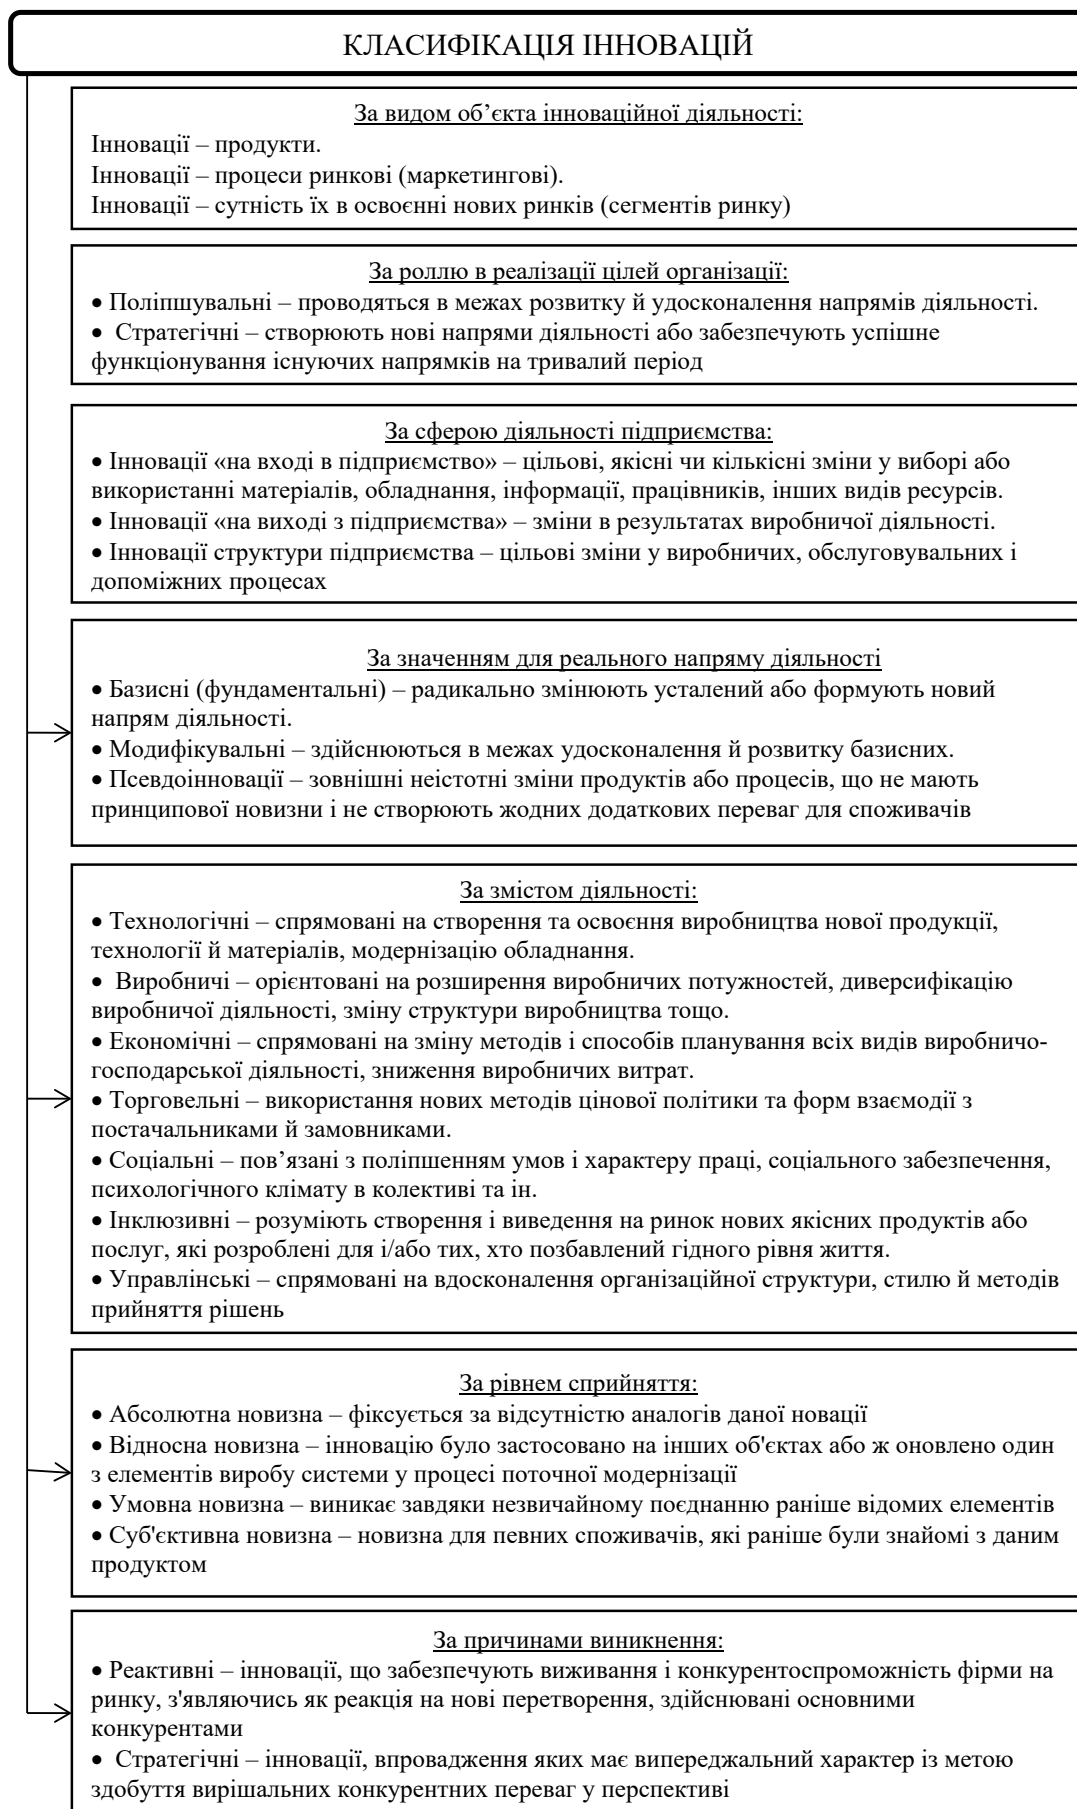 КЛАСИФІКАЦІЯ ІННОВАЦІЙ
За видом об’єкта інноваційної діяльності:
Інновації – продукти.
Інновації – процеси ринкові (маркетингові).
Інновації – сутність їх в освоєнні нових ринків (сегментів ринку)
За роллю в реалізації цілей організації:
• Поліпшувальні – проводяться в межах розвитку й удосконалення напрямів діяльності.
• Стратегічні – створюють нові напрями діяльності або забезпечують успішне
функціонування існуючих напрямків на тривалий період
За сферою діяльності підприємства:
• Інновації «на вході в підприємство» – цільові, якісні чи кількісні зміни у виборі або
використанні матеріалів, обладнання, інформації, працівників, інших видів ресурсів.
• Інновації «на виході з підприємства» – зміни в результатах виробничої діяльності.
• Інновації структури підприємства – цільові зміни у виробничих, обслуговувальних і
допоміжних процесах
За значенням для реального напряму діяльності
• Базисні (фундаментальні) – радикально змінюють усталений або формують новий
напрям діяльності.
• Модифікувальні – здійснюються в межах удосконалення й розвитку базисних.
• Псевдоінновації – зовнішні неістотні зміни продуктів або процесів, що не мають
принципової новизни і не створюють жодних додаткових переваг для споживачів
За змістом діяльності:
• Технологічні – спрямовані на створення та освоєння виробництва нової продукції,
технології й матеріалів, модернізацію обладнання.
• Виробничі – орієнтовані на розширення виробничих потужностей, диверсифікацію
виробничої діяльності, зміну структури виробництва тощо.
• Економічні – спрямовані на зміну методів і способів планування всіх видів виробничо-
господарської діяльності, зниження виробничих витрат.
• Торговельні – використання нових методів цінової політики та форм взаємодії з
постачальниками й замовниками.
• Соціальні – пов’язані з поліпшенням умов і характеру праці, соціального забезпечення,
психологічного клімату в колективі та ін.
• Інклюзивні – розуміють створення і виведення на ринок нових якісних продуктів або
послуг, які розроблені для і/або тих, хто позбавлений гідного рівня життя.
• Управлінські – спрямовані на вдосконалення організаційної структури, стилю й методів
прийняття рішень
За рівнем сприйняття:
• Абсолютна новизна – фіксується за відсутністю аналогів даної новації
• Відносна новизна – інновацію було застосовано на інших об'єктах або ж оновлено один
з елементів виробу системи у процесі поточної модернізації
• Умовна новизна – виникає завдяки незвичайному поєднанню раніше відомих елементів
• Суб'єктивна новизна – новизна для певних споживачів, які раніше були знайомі з даним
продуктом
За причинами виникнення:
• Реактивні – інновації, що забезпечують виживання і конкурентоспроможність фірми на
ринку, з'являючись як реакція на нові перетворення, здійснювані основними
конкурентами
• Стратегічні – інновації, впровадження яких має випереджальний характер із метою
здобуття вирішальних конкурентних переваг у перспективі